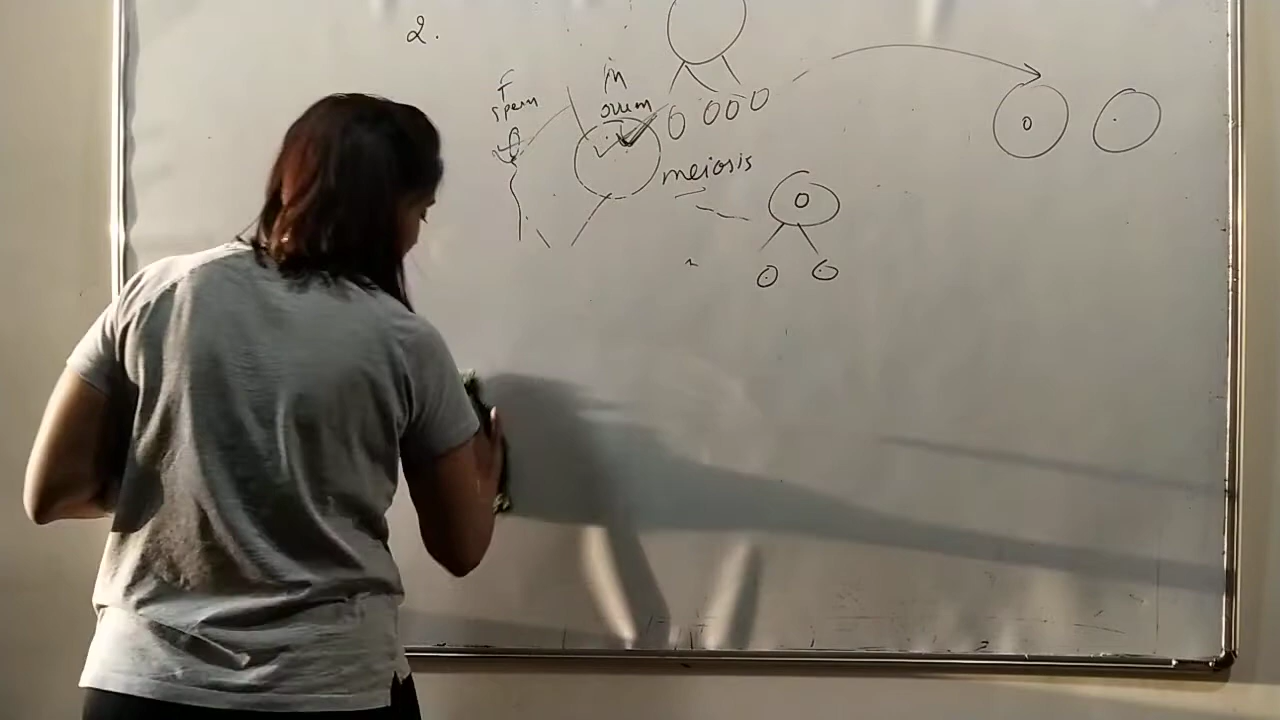 2.
in
sperm
ovum
meiosis